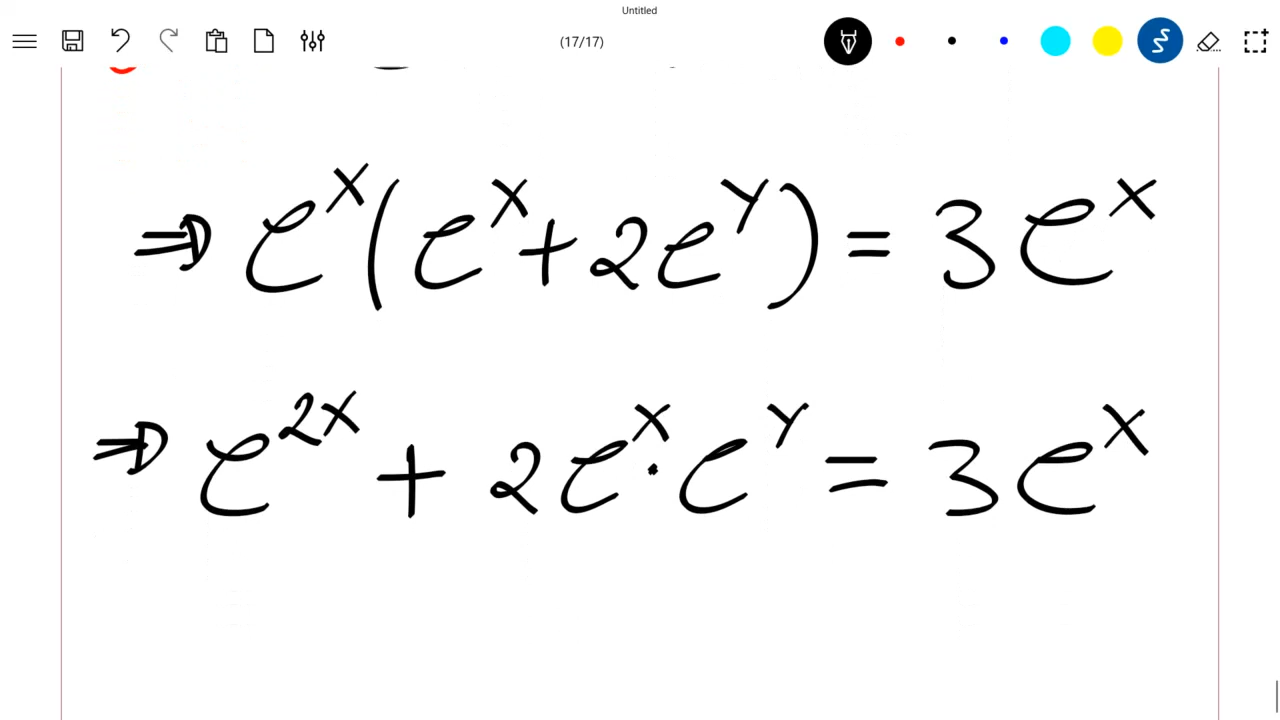 Untitled
(17/17)
⇒ e^x(e^x + 2e^y) = 3e^x
⇒ e^{2x} + 2e^x · e^y = 3e^x